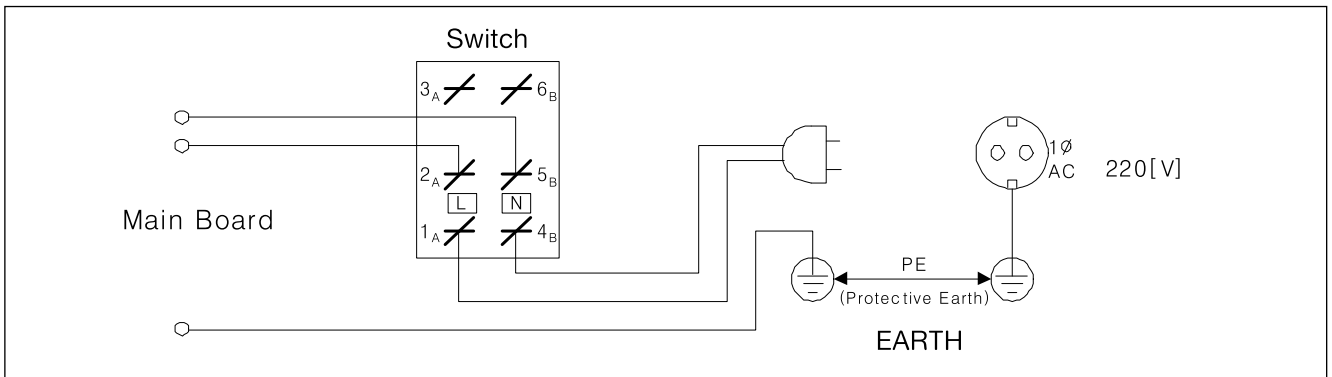 Switch
3A 6B
2A 5B
L N
1A 4B
Main Board
1Ø
AC 220[V]
PE
(Protective Earth)
EARTH